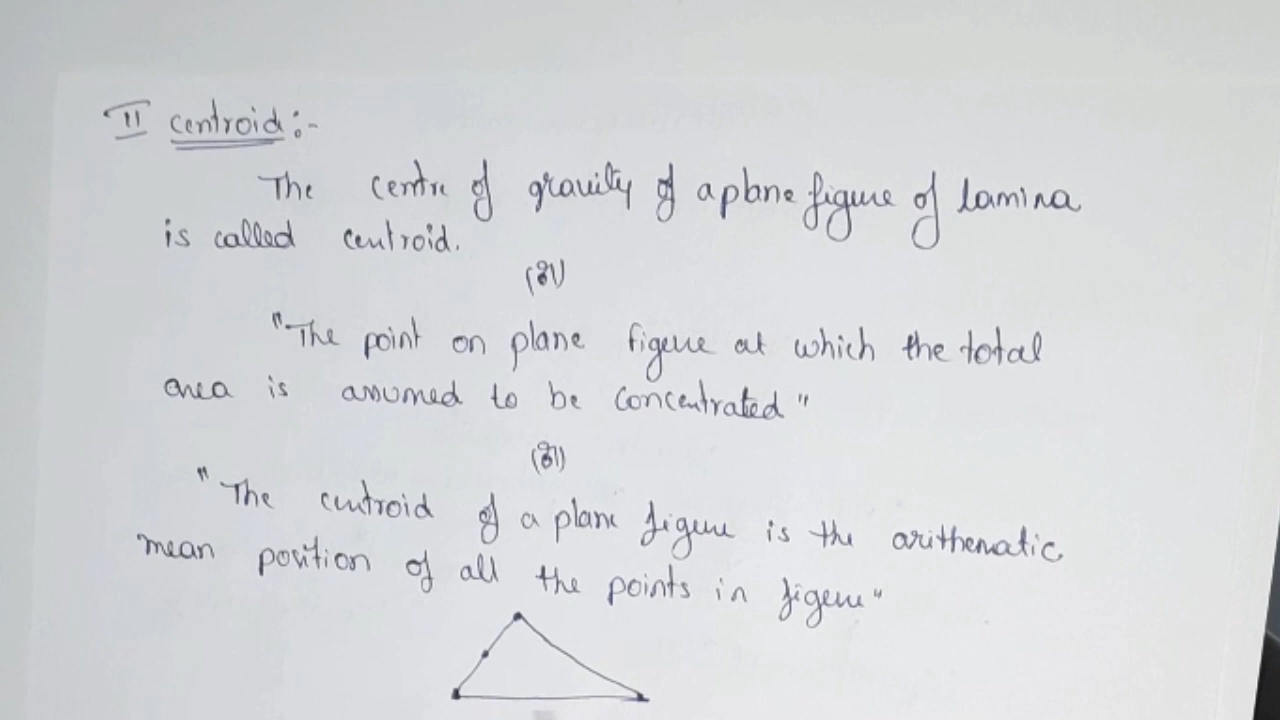 II centroid:-
The centre of gravity of a plane figure of lamina
is called centroid.
(or)
"The point on plane figure at which the total
area is assumed to be concentrated"
(or)
"The centroid of a plane figure is the arithematic
mean position of all the points in figure"